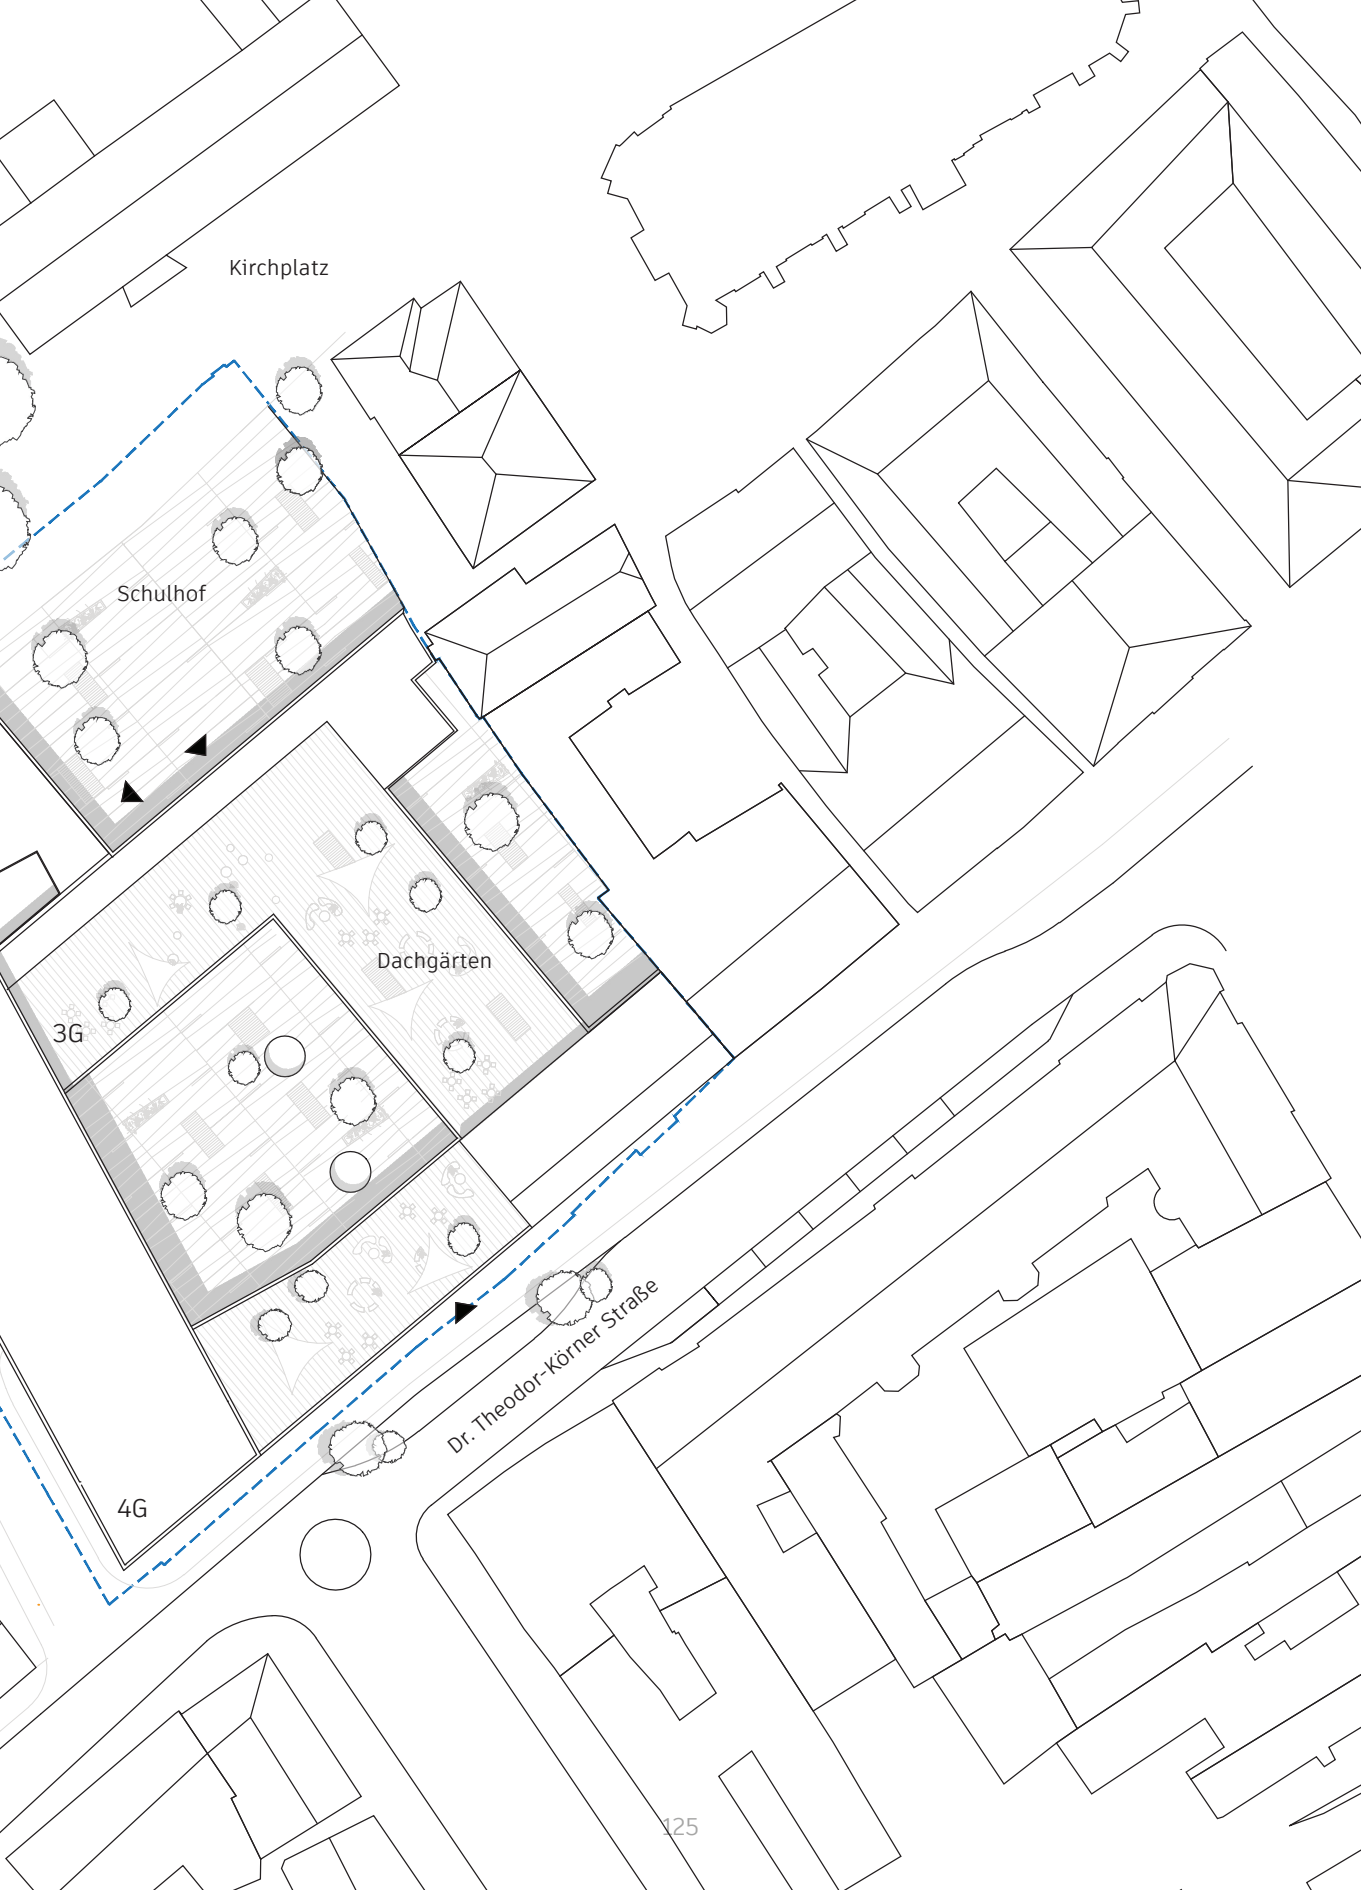 Kirchplatz
Schulhof
Dachgärten
3G
Dr. Theodor-Körner Straße
4G
125